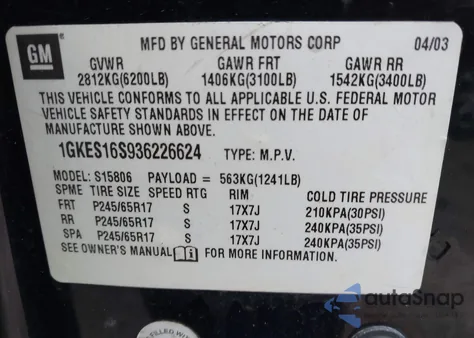 GM
MFD BY GENERAL MOTORS CORP 04/03
GVWR GAWR FRT GAWR RR
2812KG(6200LB) 1406KG(3100LB) 1542KG(3400LB)
THIS VEHICLE CONFORMS TO ALL APPLICABLE U.S. FEDERAL MOTOR
VEHICLE SAFETY STANDARDS IN EFFECT ON THE DATE OF
MANUFACTURE SHOWN ABOVE.
1GKES16S936226624 TYPE: M.P.V.
MODEL: S15806 PAYLOAD = 563KG(1241LB)
SPME TIRE SIZE SPEED RTG RIM COLD TIRE PRESSURE
FRT P245/65R17 S 17X7J 210KPA(30PSI)
RR P245/65R17 S 17X7J 240KPA(35PSI)
SPA P245/65R17 S 17X7J 240KPA(35PSI)
SEE OWNER'S MANUAL FOR MORE INFORMATION.
autoSnap
FILLED WITH